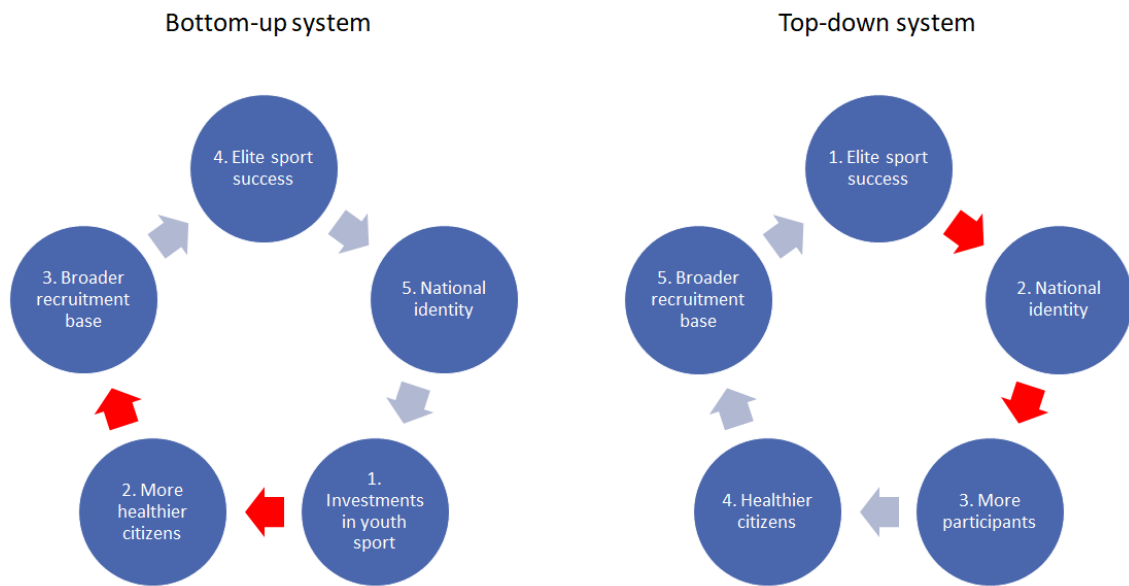 Bottom-up system
4. Elite sport
success
5. National
identity
1.
Investments
in youth
sport
2. More
healthier
citizens
3. Broader
recruitment
base
Top-down system
1. Elite sport
success
2. National
identity
3. More
participants
4. Healthier
citizens
5. Broader
recruitment
base